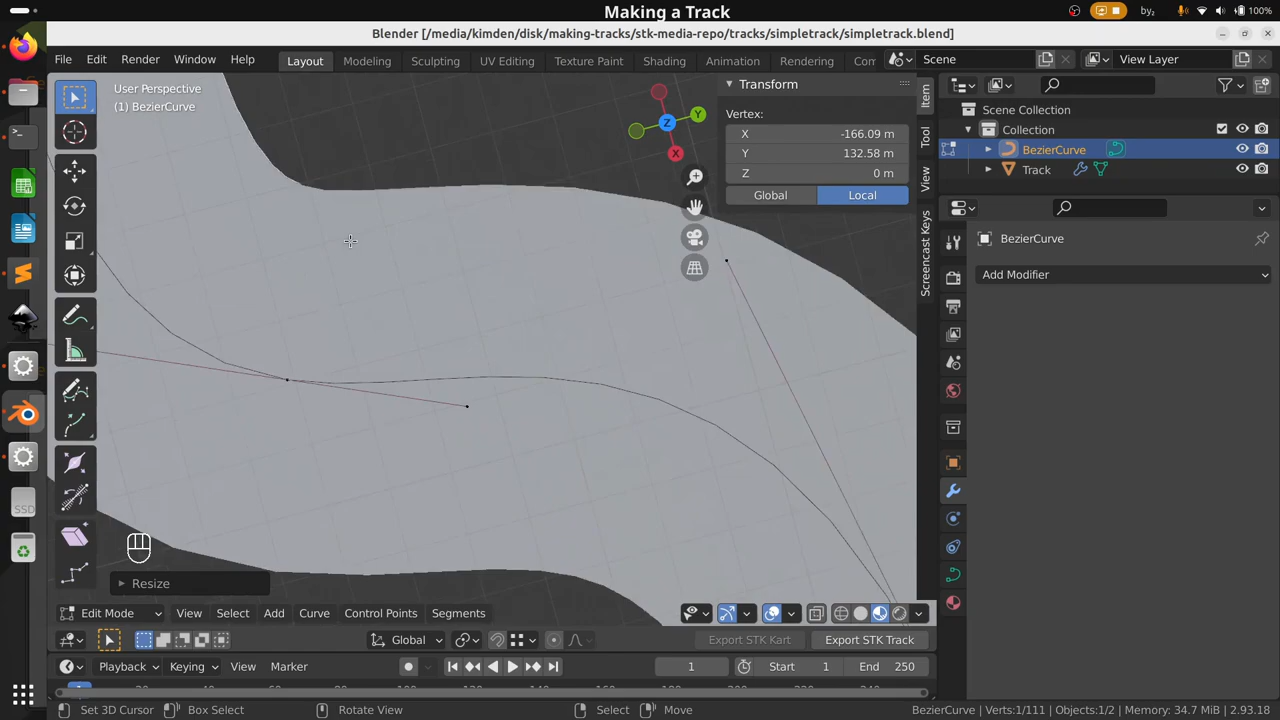 Making a Track
by₂
100%
Blender [/media/kimden/disk/making-tracks/stk-media-repo/tracks/simpletrack/simpletrack.blend]
File Edit Render Window Help
Layout Modeling Sculpting UV Editing Texture Paint Shading Animation Rendering Com
Scene
View Layer
User Perspective
(1) BezierCurve
Transform
Vertex:
X -166.09 m
Y 132.58 m
Z 0 m
Global Local
Z
Y
X
Item
Tool
View
Screencast Keys
Scene Collection
Collection
BezierCurve
Track
BezierCurve
Add Modifier
SSD
Resize
Edit Mode View Select Add Curve Control Points Segments
Global
Export STK Kart Export STK Track
Playback Keying View Marker
1 Start 1 End 250
Set 3D Cursor Box Select Rotate View Select Move
BezierCurve | Verts:1/111 | Objects:1/2 | Memory: 34.7 MiB | 2.93.18